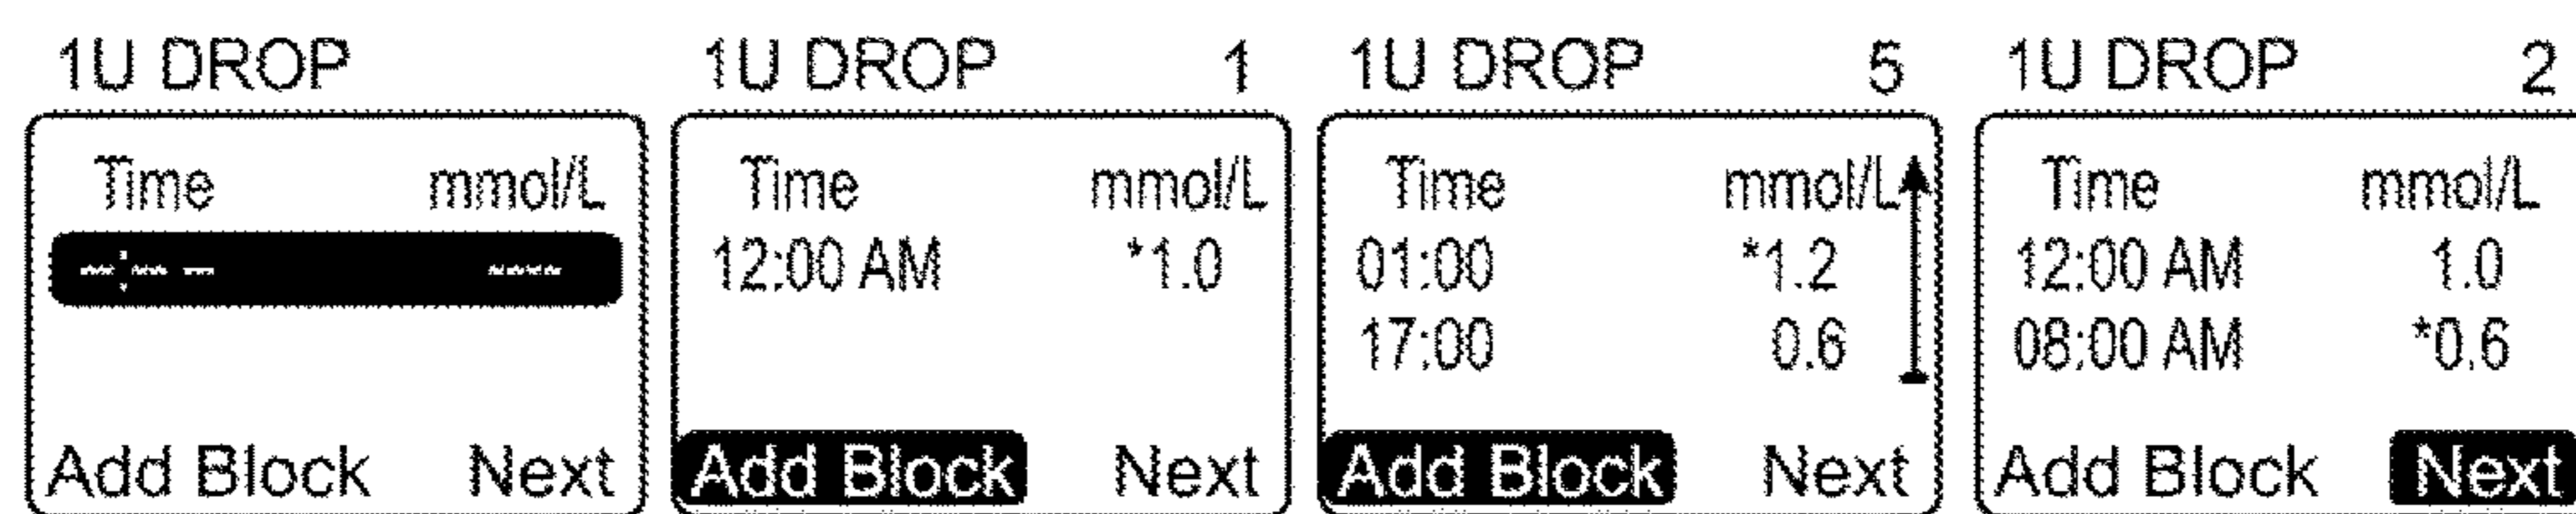 1U DROP
Time mmol/L
--:-- - ----
Add Block Next
1U DROP 1
Time mmol/L
12:00 AM *1.0
Add Block Next
1U DROP 5
Time mmol/L
01:00 *1.2
17:00 0.6
Add Block Next
1U DROP 2
Time mmol/L
12:00 AM 1.0
08:00 AM *0.6
Add Block Next